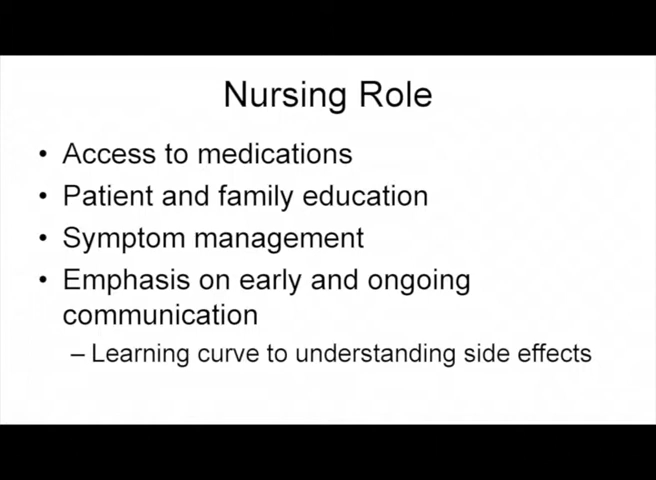 Nursing Role
• Access to medications
• Patient and family education
• Symptom management
• Emphasis on early and ongoing
communication
– Learning curve to understanding side effects